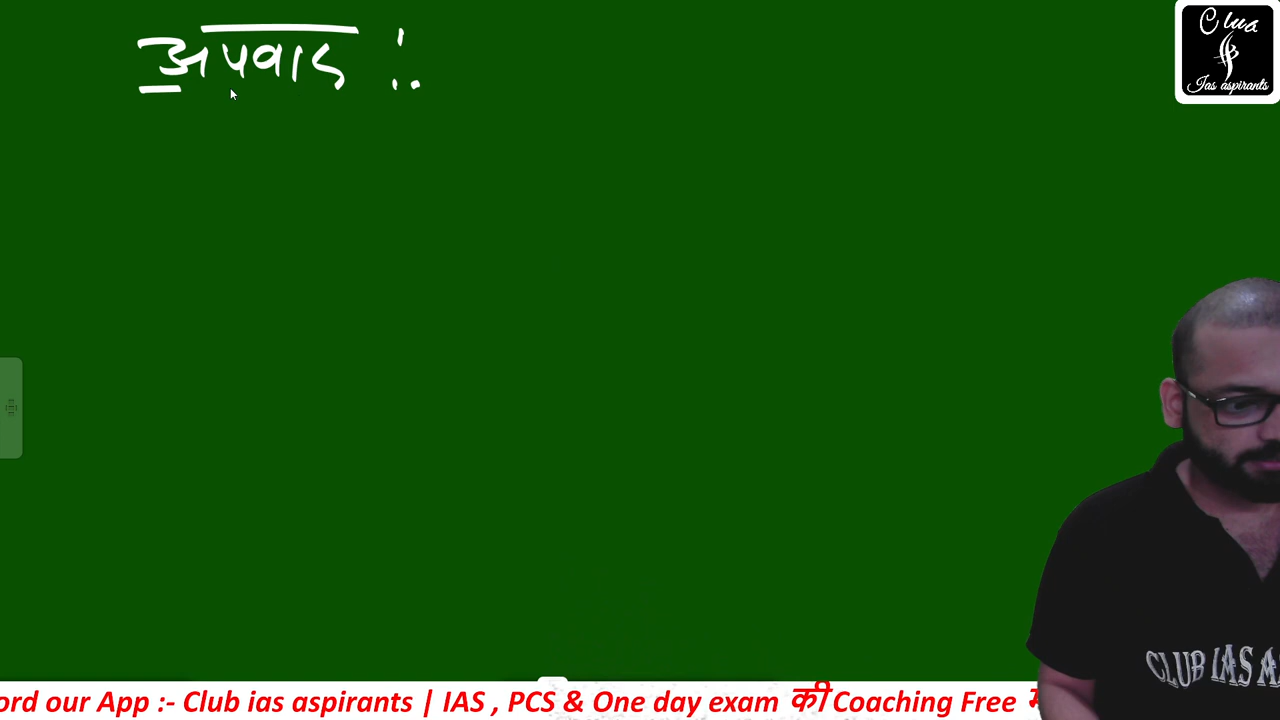 अपवाद :.
Club
Ias aspirants
CLUB IAS A
ord our App :- Club ias aspirants | IAS , PCS & One day exam की Coaching Free